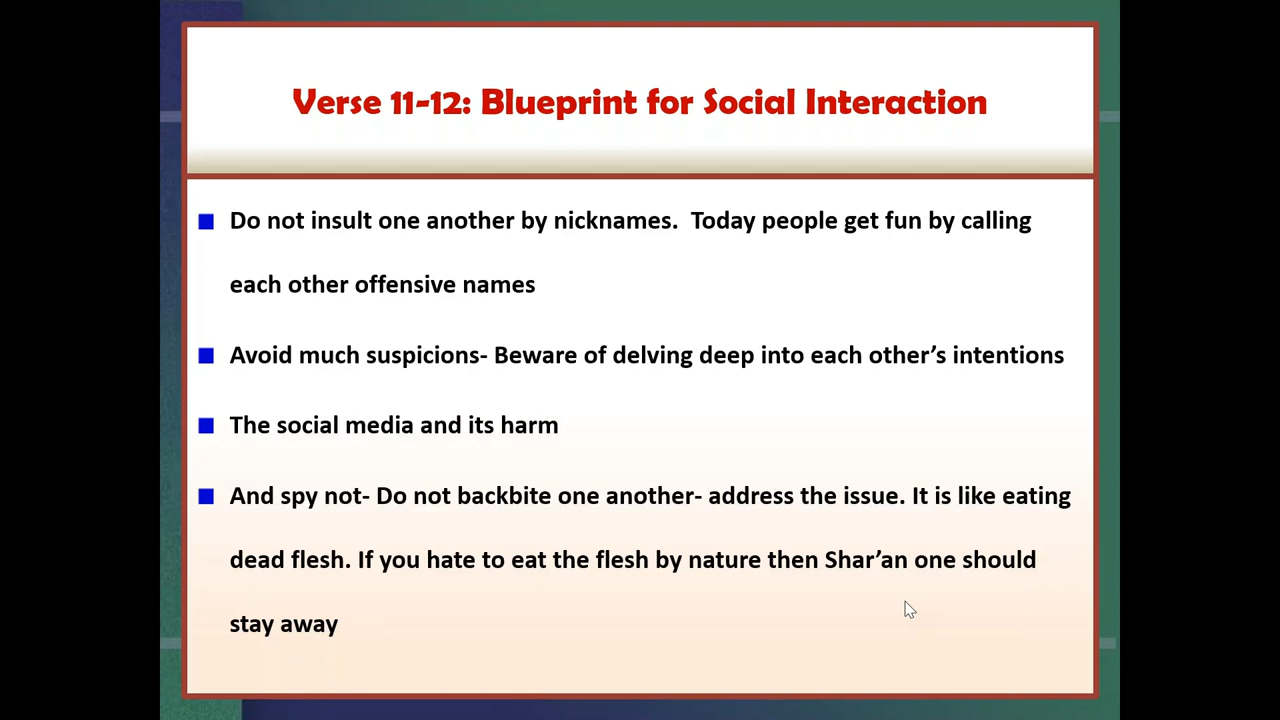 Verse 11-12: Blueprint for Social Interaction
Do not insult one another by nicknames.  Today people get fun by calling
each other offensive names
Avoid much suspicions- Beware of delving deep into each other’s intentions
The social media and its harm
And spy not- Do not backbite one another- address the issue. It is like eating
dead flesh. If you hate to eat the flesh by nature then Shar’an one should
stay away